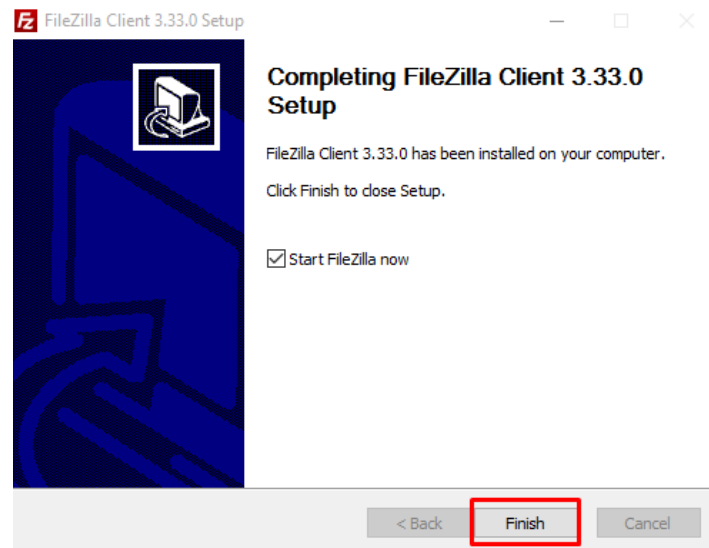 FileZilla Client 3.33.0 Setup
Completing FileZilla Client 3.33.0
Setup
FileZilla Client 3.33.0 has been installed on your computer.
Click Finish to close Setup.
Start FileZilla now
< Back Finish Cancel